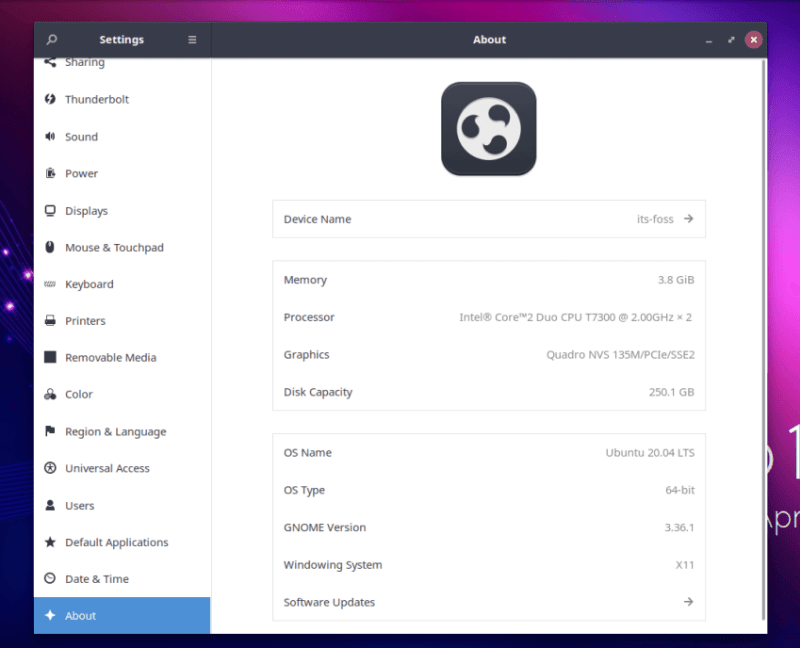 Settings
About
Sharing
Thunderbolt
Sound
Power
Displays
Mouse & Touchpad
Keyboard
Printers
Removable Media
Color
Region & Language
Universal Access
Users
Default Applications
Date & Time
About
Device Name its-foss
Memory 3.8 GiB
Processor Intel® Core™2 Duo CPU T7300 @ 2.00GHz × 2
Graphics Quadro NVS 135M/PCIe/SSE2
Disk Capacity 250.1 GB
OS Name Ubuntu 20.04 LTS
OS Type 64-bit
GNOME Version 3.36.1
Windowing System X11
Software Updates